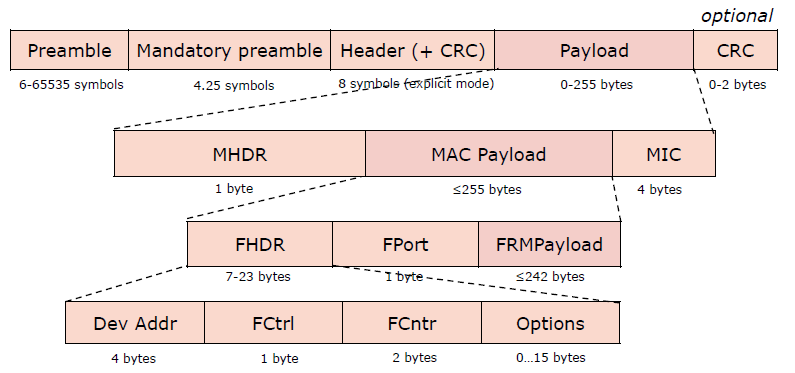 optional
Preamble Mandatory preamble Header (+ CRC) Payload CRC
6-65535 symbols 4.25 symbols 8 symbols (explicit mode) 0-255 bytes 0-2 bytes
MHDR MAC Payload MIC
1 byte ≤255 bytes 4 bytes
FHDR FPort FRMPayload
7-23 bytes 1 byte ≤242 bytes
Dev Addr FCtrl FCntr Options
4 bytes 1 byte 2 bytes 0...15 bytes